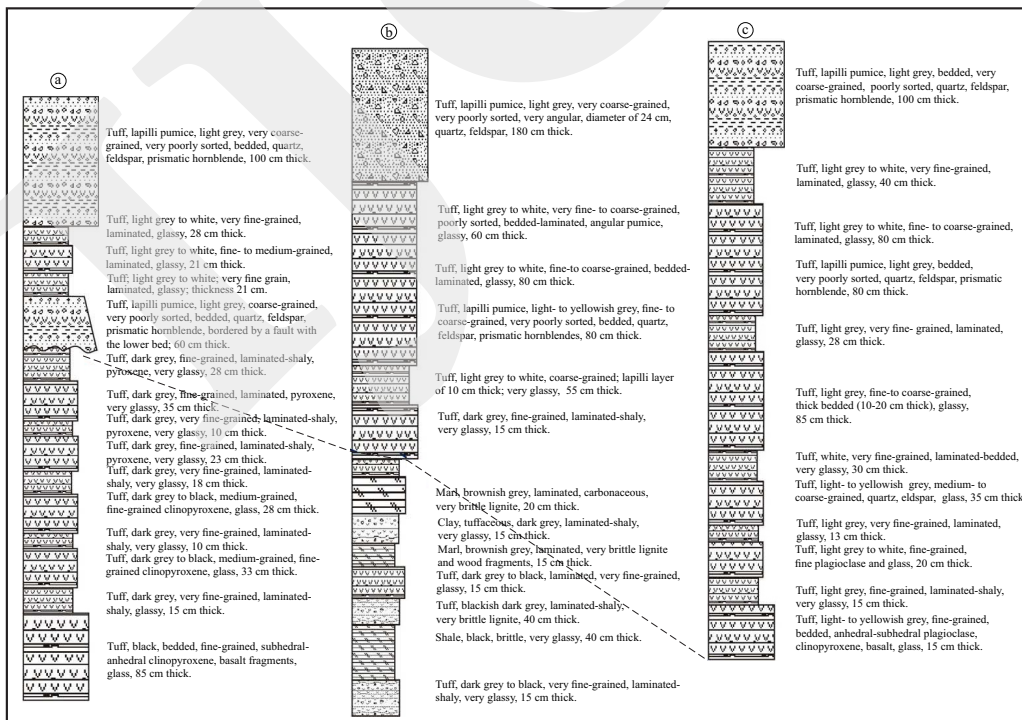 a
Tuff, lapilli pumice, light grey, very coarse-
grained, very poorly sorted, bedded, quartz,
feldspar, prismatic hornblende, 100 cm thick.
Tuff, light grey to white, very fine-grained,
laminated, glassy, 28 cm thick.
Tuff, light grey to white, fine- to medium-grained,
laminated, glassy, 21 cm thick.
Tuff; light grey to white; very fine grain,
laminated, glassy; thickness 21 cm.
Tuff, lapilli pumice, light grey, coarse-grained,
very poorly sorted, bedded, quartz, feldspar,
prismatic hornblende, bordered by a fault with
the lower bed; 60 cm thick.
Tuff, dark grey, fine-grained, laminated-shaly,
pyroxene, very glassy, 28 cm thick.
Tuff, dark grey, fine-grained, laminated, pyroxene,
very glassy, 35 cm thick.
Tuff, dark grey, very fine-grained, laminated-shaly,
pyroxene, very glassy, 10 cm thick.
Tuff, dark grey, fine-grained, laminated-shaly,
pyroxene, very glassy, 23 cm thick.
Tuff, dark grey, very fine-grained, laminated-
shaly, very glassy, 18 cm thick.
Tuff, dark grey to black, medium-grained,
fine-grained clinopyroxene, glass, 28 cm thick.
Tuff, dark grey, very fine-grained, laminated-
shaly, very glassy, 10 cm thick.
Tuff, dark grey to black, medium-grained, fine-
grained clinopyroxene, glass, 33 cm thick.
Tuff, dark grey, very fine-grained, laminated-
shaly, glassy, 15 cm thick.
Tuff, black, bedded, fine-grained, subhedral-
anhedral clinopyroxene, basalt fragments,
glass, 85 cm thick.
b
Tuff, lapilli pumice, light grey, very coarse-grained,
very poorly sorted, very angular, diameter of 24 cm,
quartz, feldspar, 180 cm thick.
Tuff, light grey to white, very fine- to coarse-grained,
poorly sorted, bedded-laminated, angular pumice,
glassy, 60 cm thick.
Tuff, light grey to white, fine-to coarse-grained, bedded-
laminated, glassy, 80 cm thick.
Tuff, lapilli pumice, light- to yellowish grey, fine- to
coarse-grained, very poorly sorted, bedded, quartz,
feldspar, prismatic hornblendes, 80 cm thick.
Tuff, light grey to white, coarse-grained; lapilli layer
of 10 cm thick; very glassy, 55 cm thick.
Tuff, dark grey, fine-grained, laminated-shaly,
very glassy, 15 cm thick.
Marl, brownish grey, laminated, carbonaceous,
very brittle lignite, 20 cm thick.
Clay, tuffaceous, dark grey, laminated-shaly,
very glassy, 15 cm thick.
Marl, brownish grey, laminated, very brittle lignite
and wood fragments, 15 cm thick.
Tuff, dark grey to black, laminated, very fine-grained,
glassy, 15 cm thick.
Tuff, blackish dark grey, laminated-shaly,
very brittle lignite, 40 cm thick.
Shale, black, brittle, very glassy, 40 cm thick.
Tuff, dark grey to black, very fine-grained, laminated-
shaly, very glassy, 15 cm thick.
c
Tuff, lapilli pumice, light grey, bedded, very
coarse-grained, poorly sorted, quartz, feldspar,
prismatic hornblende, 100 cm thick.
Tuff, light grey to white, very fine-grained,
laminated, glassy, 40 cm thick.
Tuff, light grey to white, fine- to coarse-grained,
laminated, glassy, 80 cm thick.
Tuff, lapilli pumice, light grey, bedded,
very poorly sorted, quartz, feldspar, prismatic
hornblende, 80 cm thick.
Tuff, light grey, very fine- grained, laminated,
glassy, 28 cm thick.
Tuff, light grey, fine-to coarse-grained,
thick bedded (10-20 cm thick), glassy,
85 cm thick.
Tuff, white, very fine-grained, laminated-bedded,
very glassy, 30 cm thick.
Tuff, light- to yellowish grey, medium- to
coarse-grained, quartz, eldspar, glass, 35 cm thick
Tuff, light grey, very fine-grained, laminated,
glassy, 13 cm thick.
Tuff, light grey to white, fine-grained,
fine plagioclase and glass, 20 cm thick.
Tuff, light grey, fine-grained, laminated-shaly,
very glassy, 15 cm thick.
Tuff, light- to yellowish grey, fine-grained,
bedded, anhedral-subhedral plagioclase,
clinopyroxene, basalt, glass, 15 cm thick.